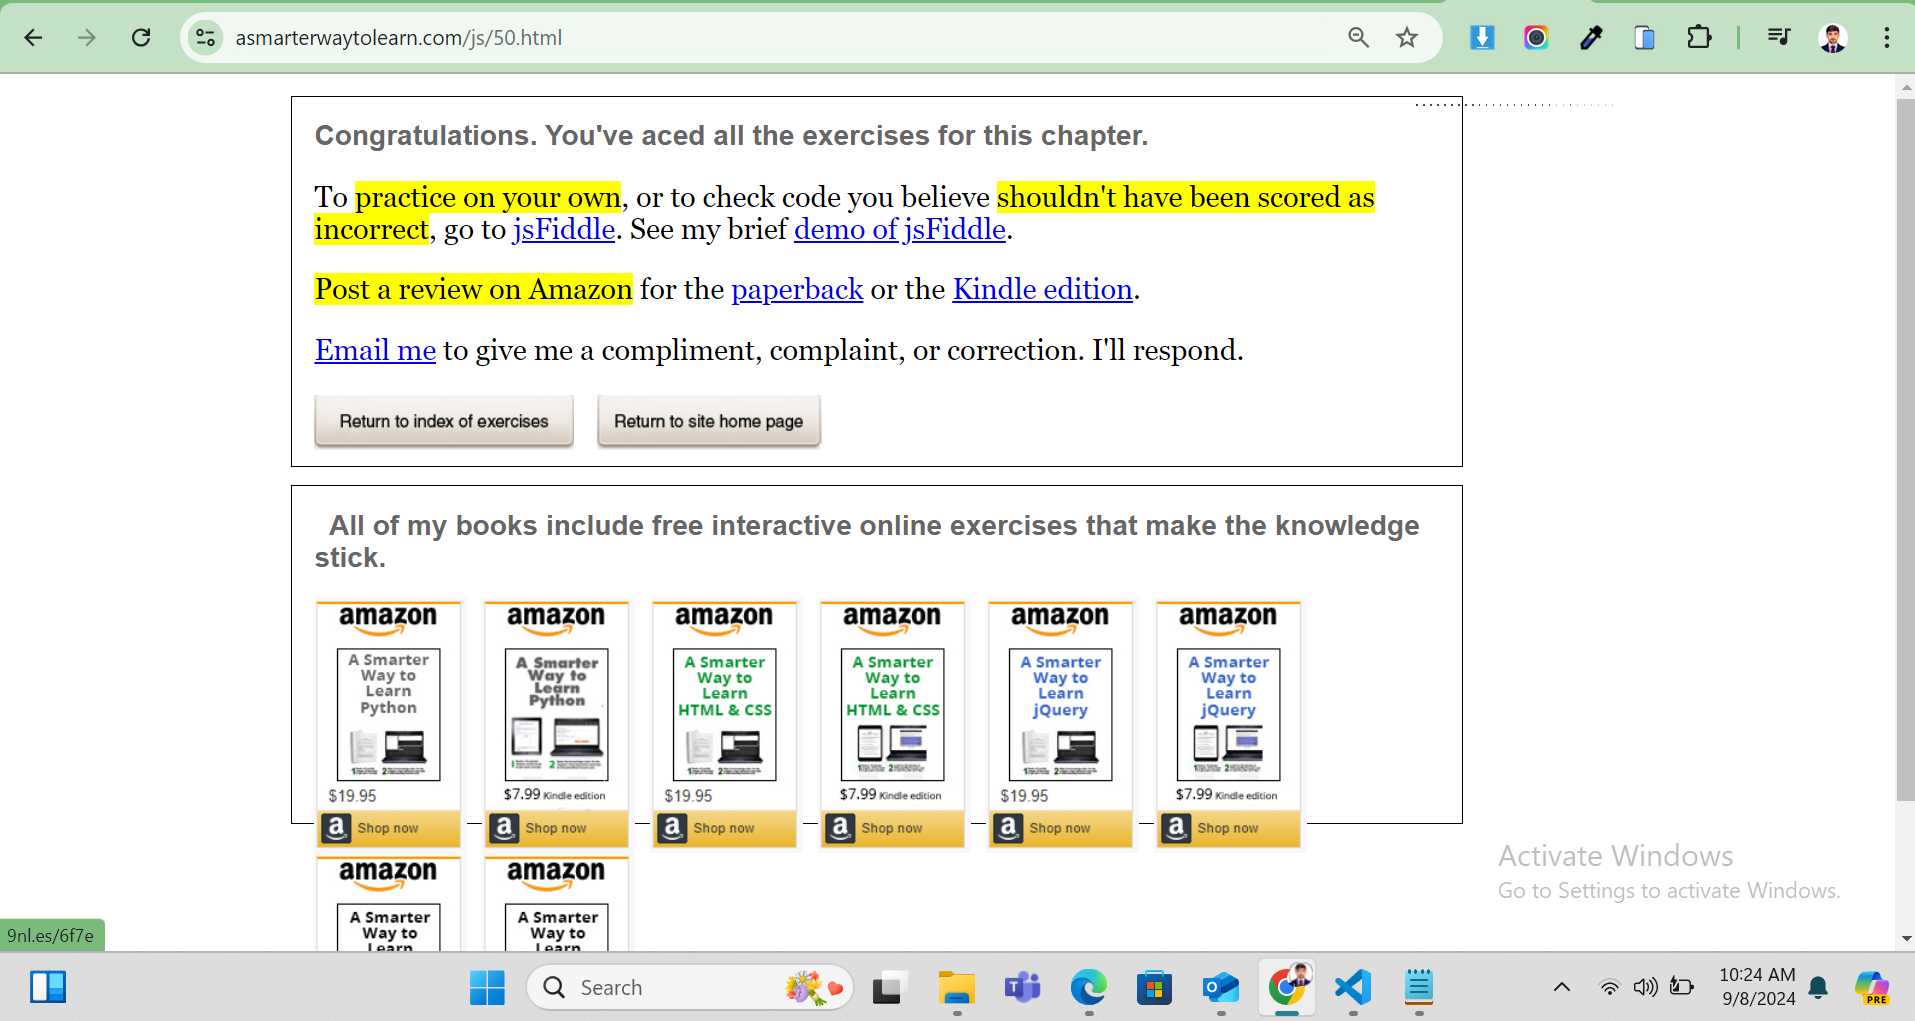 asmarterwaytolearn.com/js/50.html
Congratulations. You've aced all the exercises for this chapter.
To practice on your own, or to check code you believe shouldn't have been scored as
incorrect, go to jsFiddle. See my brief demo of jsFiddle.
Post a review on Amazon for the paperback or the Kindle edition.
Email me to give me a compliment, complaint, or correction. I'll respond.
Return to index of exercises
Return to site home page
All of my books include free interactive online exercises that make the knowledge
stick.
amazon
A Smarter
Way to
Learn
Python
$19.95
Shop now
amazon
A Smarter
Way to
Learn
Python
$7.99 Kindle edition
Shop now
amazon
A Smarter
Way to
Learn
HTML & CSS
$19.95
Shop now
amazon
A Smarter
Way to
Learn
HTML & CSS
$7.99 Kindle edition
Shop now
amazon
A Smarter
Way to
Learn
jQuery
$19.95
Shop now
amazon
A Smarter
Way to
Learn
jQuery
$7.99 Kindle edition
Shop now
amazon
A Smarter
Way to
Learn
amazon
A Smarter
Way to
Learn
Activate Windows
Go to Settings to activate Windows.
9nl.es/6f7e
Search
10:24 AM
9/8/2024
PRE